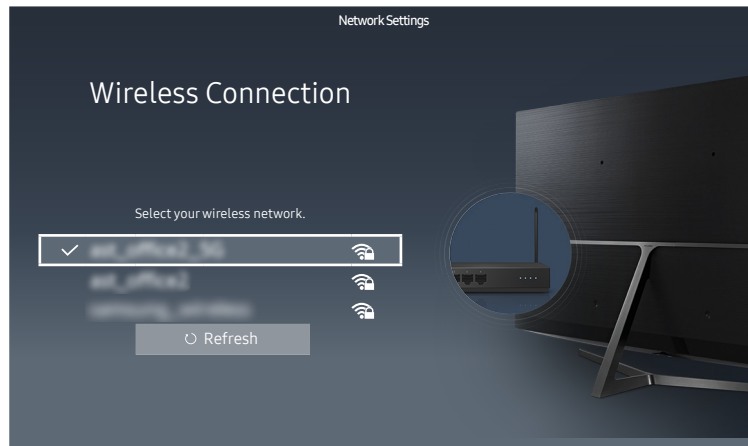 Network Settings
Wireless Connection
Select your wireless network.
Refresh